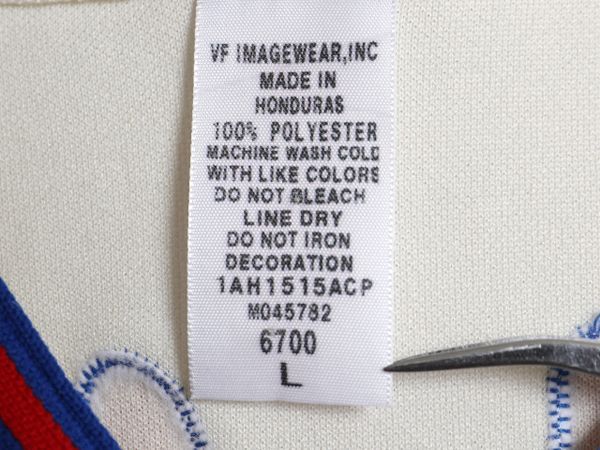 VF IMAGEWEAR,INC
MADE IN
HONDURAS
100% POLYESTER
MACHINE WASH COLD
WITH LIKE COLORS
DO NOT BLEACH
LINE DRY
DO NOT IRON
DECORATION
1AH1515ACP
M045782
6700
L